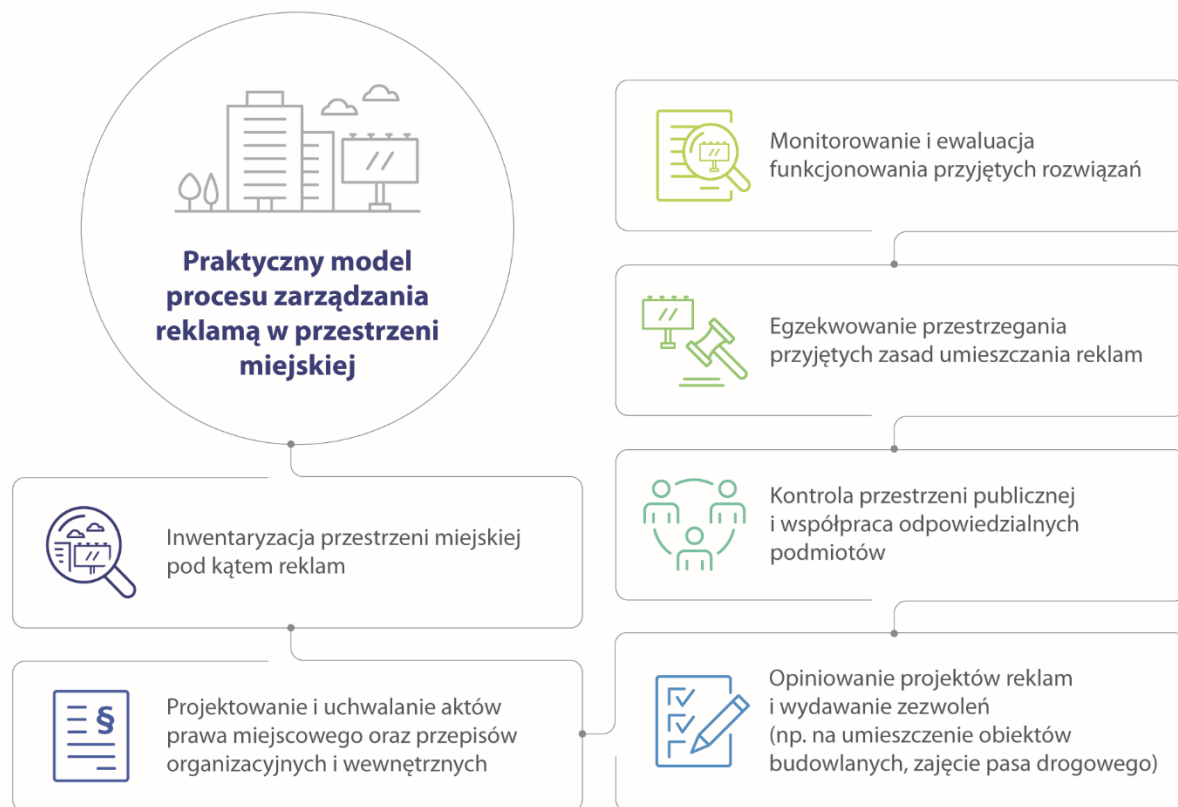 Praktyczny model
procesu zarządzania
reklamą w przestrzeni
miejskiej
Inwentaryzacja przestrzeni miejskiej
pod kątem reklam
§
Projektowanie i uchwalanie aktów
prawa miejscowego oraz przepisów
organizacyjnych i wewnętrznych
Opiniowanie projektów reklam
i wydawanie zezwoleń
(np. na umieszczenie obiektów
budowlanych, zajęcie pasa drogowego)
Kontrola przestrzeni publicznej
i współpraca odpowiedzialnych
podmiotów
Egzekwowanie przestrzegania
przyjętych zasad umieszczania reklam
Monitorowanie i ewaluacja
funkcjonowania przyjętych rozwiązań